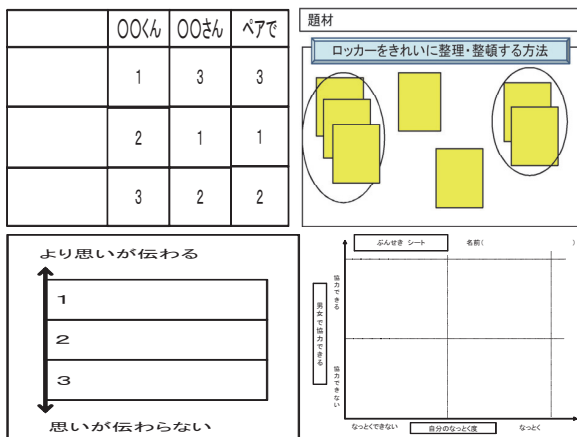 〇〇くん 〇〇さん ペアで
1 3 3
2 1 1
3 2 2
題材
ロッカーをきれいに整理・整頓する方法
より思いが伝わる
1
2
3
思いが伝わらない
ぶんせき シート 名前( )
協力できる
男女で協力できる
協力できない
なっとくできない 自分のなっとく度 なっとく